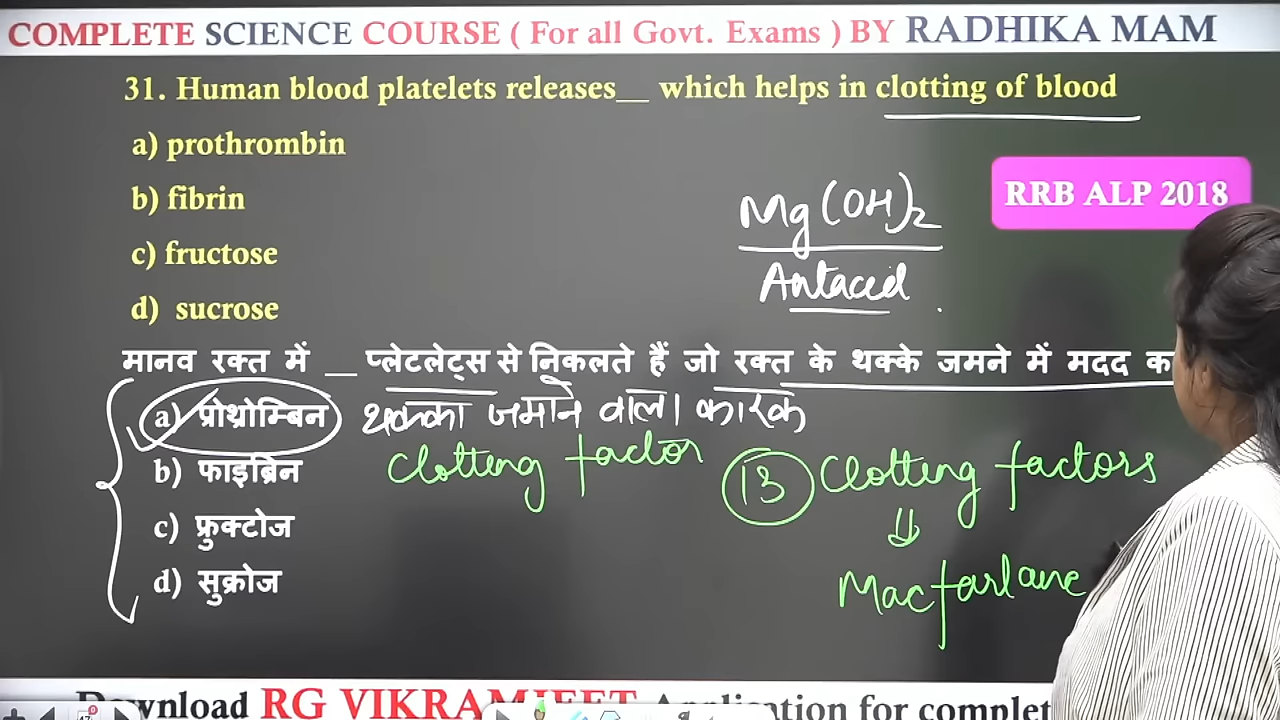 COMPLETE SCIENCE COURSE ( For all Govt. Exams ) BY RADHIKA MAM
31. Human blood platelets releases__ which helps in clotting of blood
a) prothrombin
b) fibrin
c) fructose
d) sucrose
RRB ALP 2018
Mg(OH)2
Antacid
मानव रक्त में __ प्लेटलेट्स से निकलते हैं जो रक्त के थक्के जमने में मदद क
a) प्रोथ्रोम्बिन थक्का जमाने वाला कारक
b) फाइब्रिन Clotting factor
13 Clotting factors
c) फ्रुक्टोज
⇓
d) सुक्रोज
Macfarlane
Download RG VIKRAMJEET Application for complet